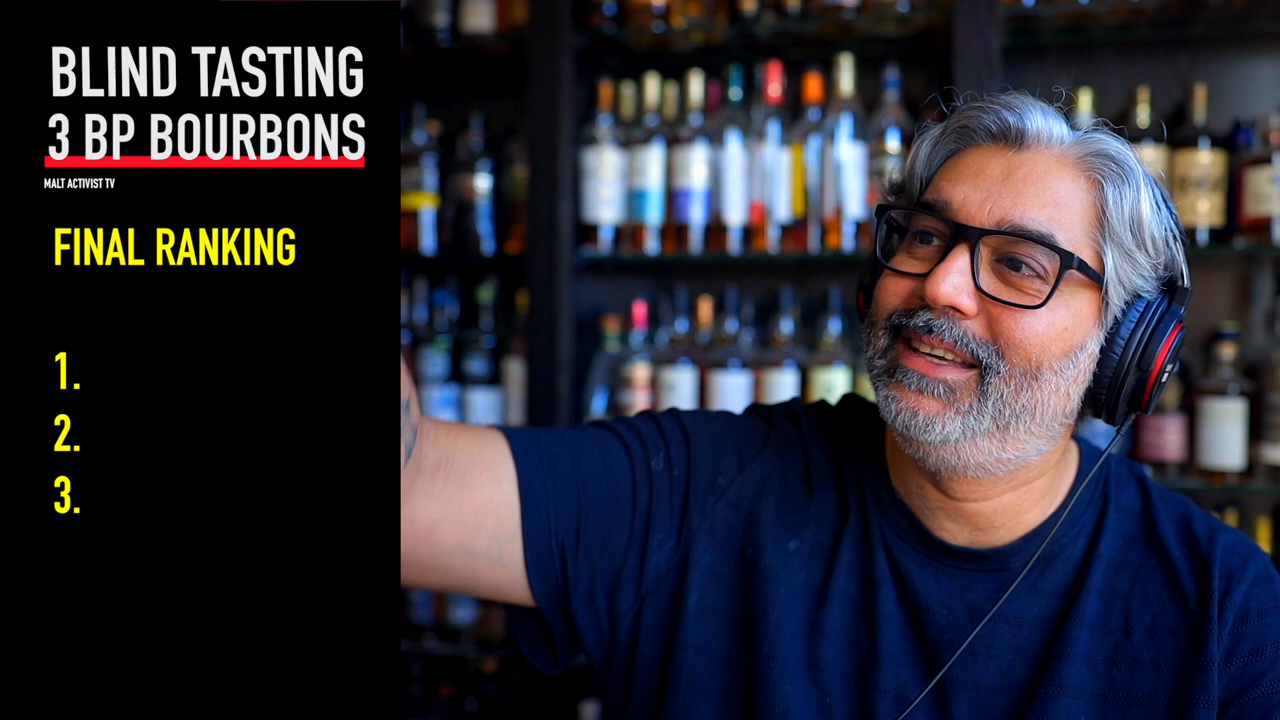 BLIND TASTING
3 BP BOURBONS
MALT ACTIVIST TV
FINAL RANKING
1.
2.
3.